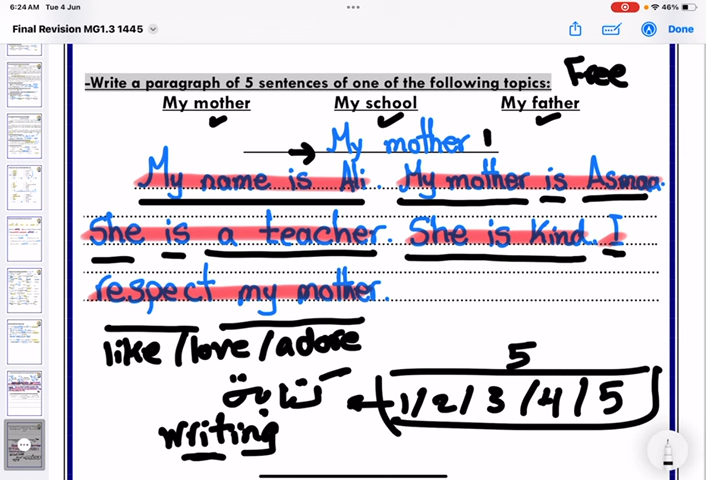 6:24 AM Tue 4 Jun
46%
Final Revision MG1.3 1445
Done
-Write a paragraph of 5 sentences of one of the following topics:
Free
My mother My school My father
My mother
My name is Ali. My mother is Asmaa.
She is a teacher. She is Kind. I
respect my mother.
like / love / adore
5
كتابة
1 / 2 / 3 / 4 / 5
writing